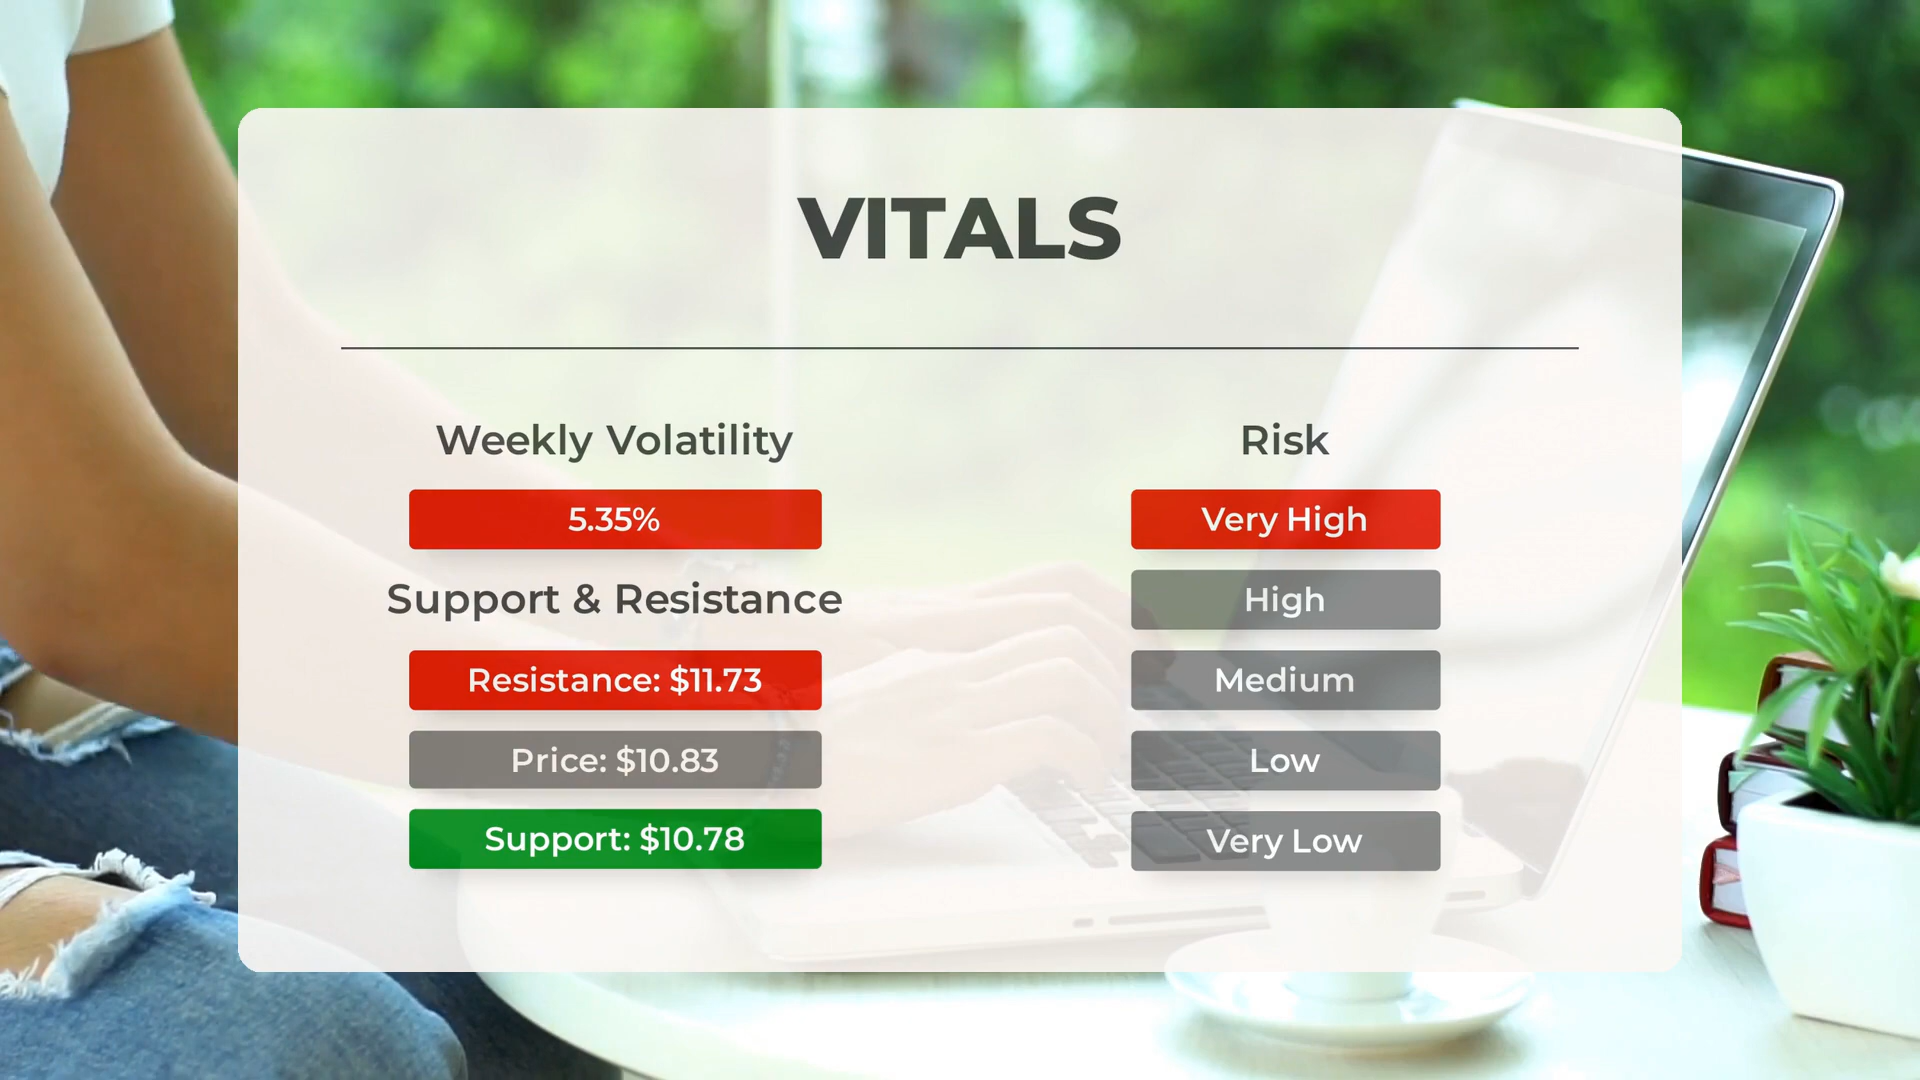 VITALS
Weekly Volatility
5.35%
Support & Resistance
Resistance: $11.73
Price: $10.83
Support: $10.78
Risk
Very High
High
Medium
Low
Very Low